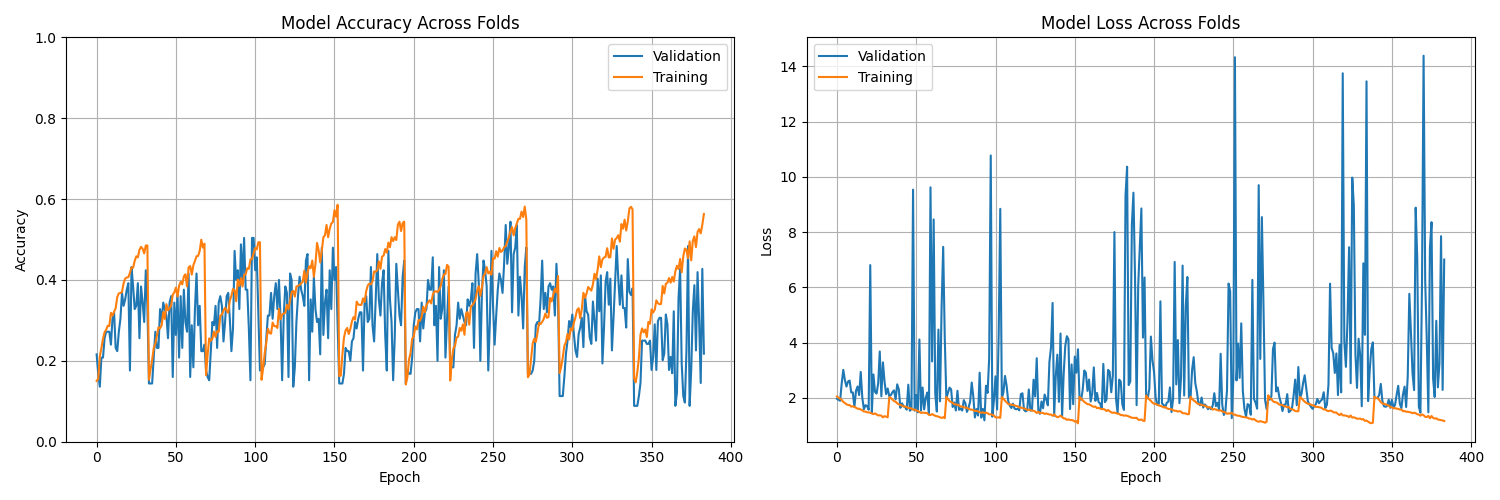 Model Accuracy Across Folds
Accuracy
1.0
0.8
0.6
0.4
0.2
0.0
Validation
Training
0 50 100 150 200 250 300 350 400
Epoch
Model Loss Across Folds
Loss
14
12
10
8
6
4
2
Validation
Training
0 50 100 150 200 250 300 350 400
Epoch